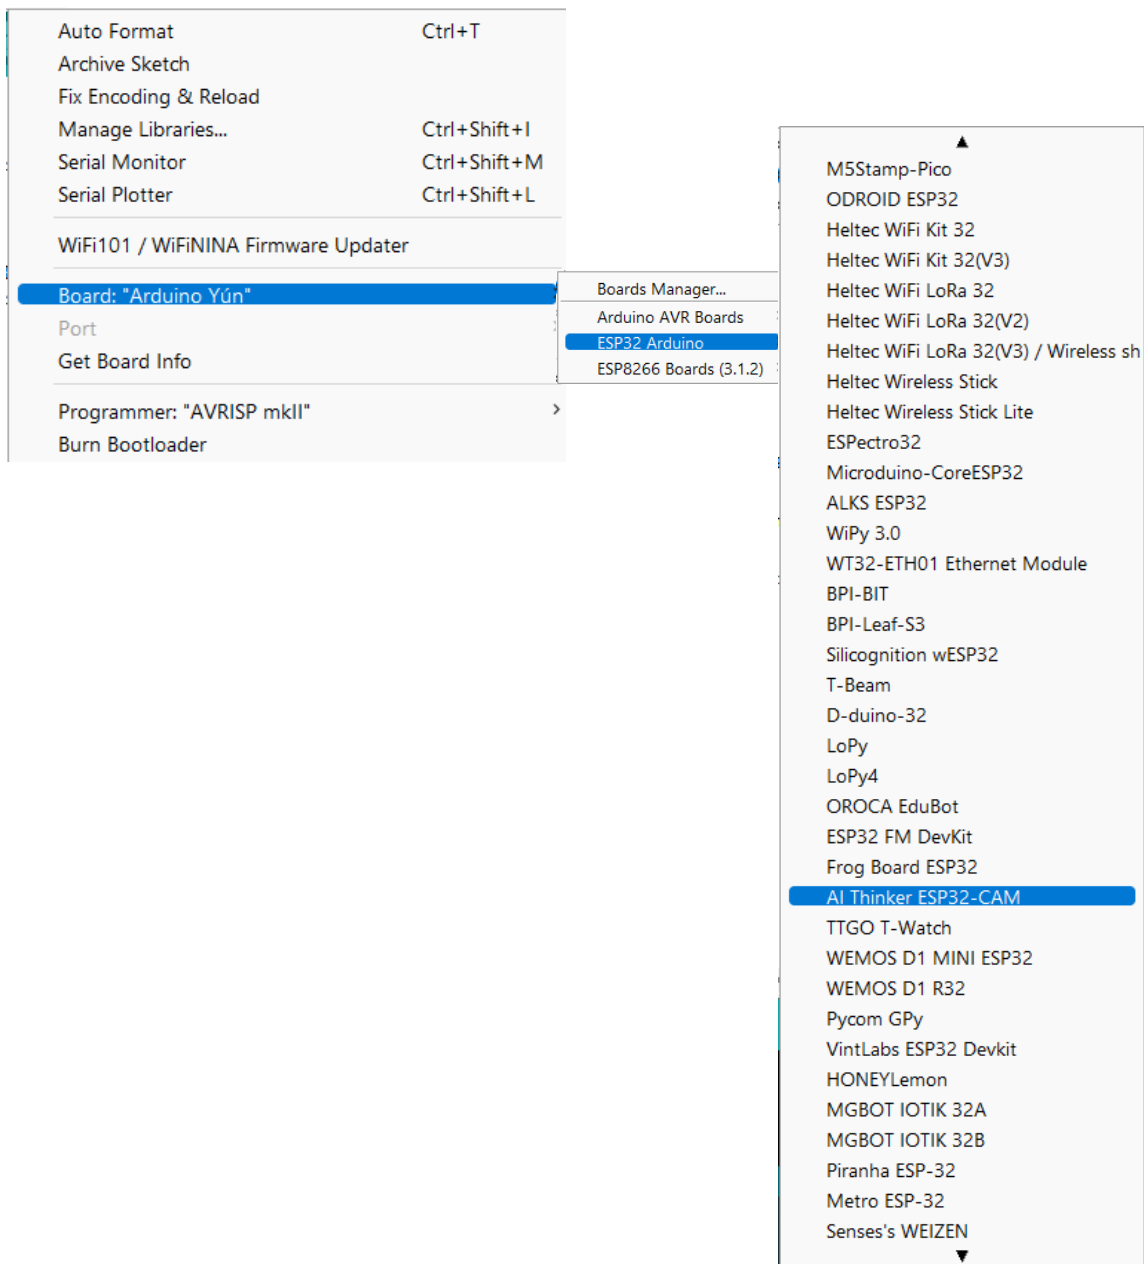 Auto Format Ctrl+T
Archive Sketch
Fix Encoding & Reload
Manage Libraries... Ctrl+Shift+I
Serial Monitor Ctrl+Shift+M
Serial Plotter Ctrl+Shift+L
WiFi101 / WiFiNINA Firmware Updater
Board: "Arduino Yún"
Port
Get Board Info
Programmer: "AVRISP mkII"
Burn Bootloader
Boards Manager...
Arduino AVR Boards
ESP32 Arduino
ESP8266 Boards (3.1.2)
M5Stamp-Pico
ODROID ESP32
Heltec WiFi Kit 32
Heltec WiFi Kit 32(V3)
Heltec WiFi LoRa 32
Heltec WiFi LoRa 32(V2)
Heltec WiFi LoRa 32(V3) / Wireless sh
Heltec Wireless Stick
Heltec Wireless Stick Lite
ESPectro32
Microduino-CoreESP32
ALKS ESP32
WiPy 3.0
WT32-ETH01 Ethernet Module
BPI-BIT
BPI-Leaf-S3
Silicognition wESP32
T-Beam
D-duino-32
LoPy
LoPy4
OROCA EduBot
ESP32 FM DevKit
Frog Board ESP32
AI Thinker ESP32-CAM
TTGO T-Watch
WEMOS D1 MINI ESP32
WEMOS D1 R32
Pycom GPy
VintLabs ESP32 Devkit
HONEYLemon
MGBOT IOTIK 32A
MGBOT IOTIK 32B
Piranha ESP-32
Metro ESP-32
Senses's WEIZEN